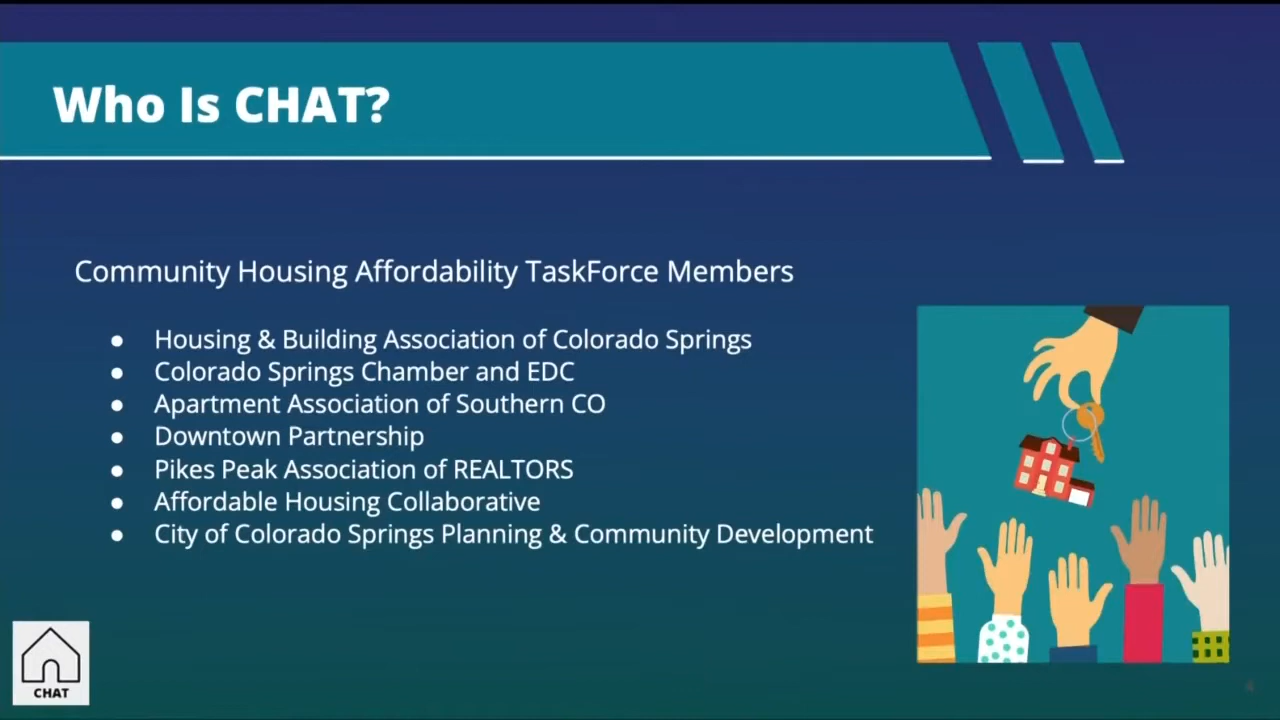 Who Is CHAT?
Community Housing Affordability TaskForce Members
● Housing & Building Association of Colorado Springs
● Colorado Springs Chamber and EDC
● Apartment Association of Southern CO
● Downtown Partnership
● Pikes Peak Association of REALTORS
● Affordable Housing Collaborative
● City of Colorado Springs Planning & Community Development
CHAT